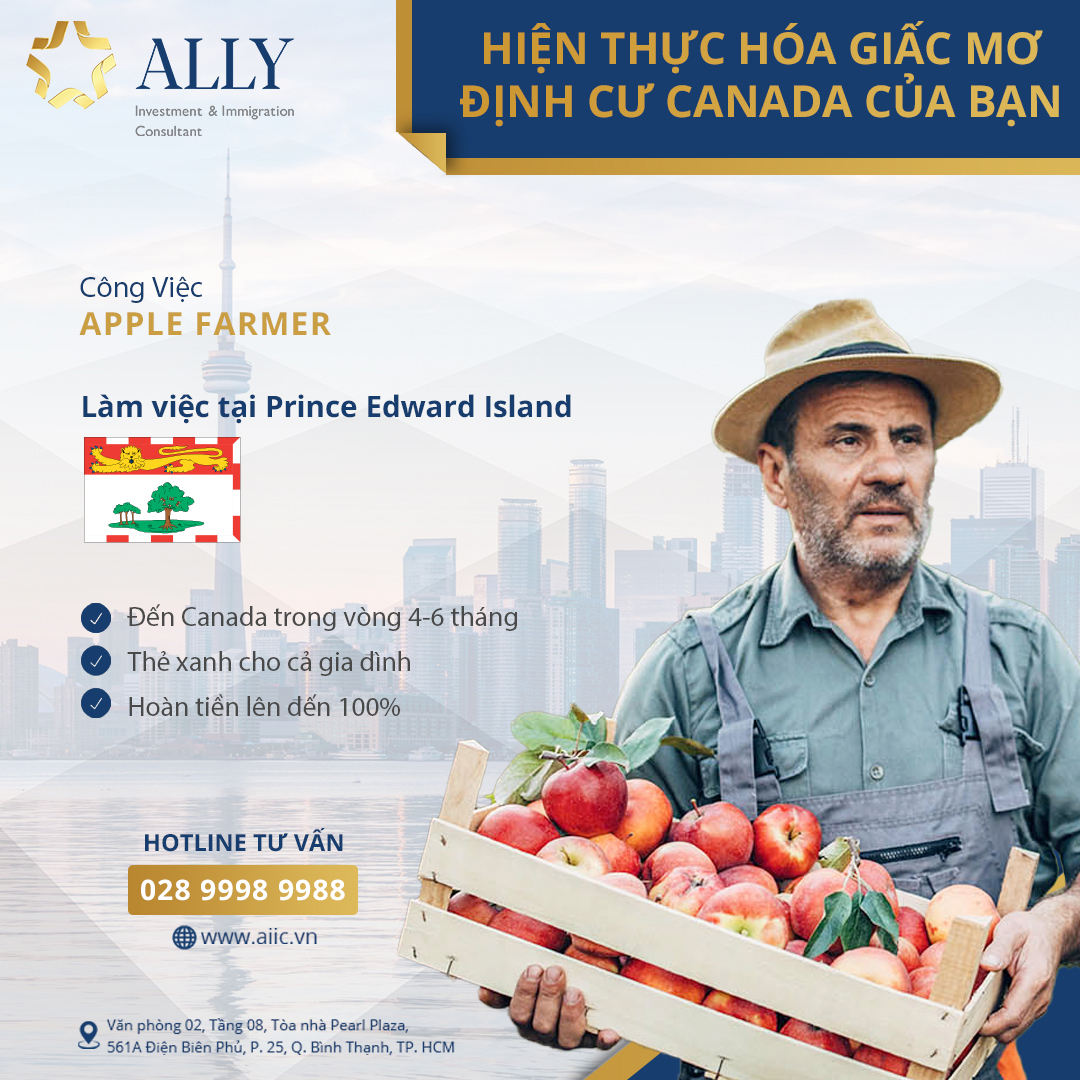 ALLY
Investment & Immigration
Consultant
HIỆN THỰC HÓA GIẤC MƠ
ĐỊNH CƯ CANADA CỦA BẠN
Công Việc
APPLE FARMER
Làm việc tại Prince Edward Island
Đến Canada trong vòng 4-6 tháng
Thẻ xanh cho cả gia đình
Hoàn tiền lên đến 100%
HOTLINE TƯ VẤN
028 9998 9988
www.aiic.vn
Văn phòng 02, Tầng 08, Tòa nhà Pearl Plaza,
561A Điện Biên Phủ, P. 25, Q. Bình Thạnh, TP. HCM